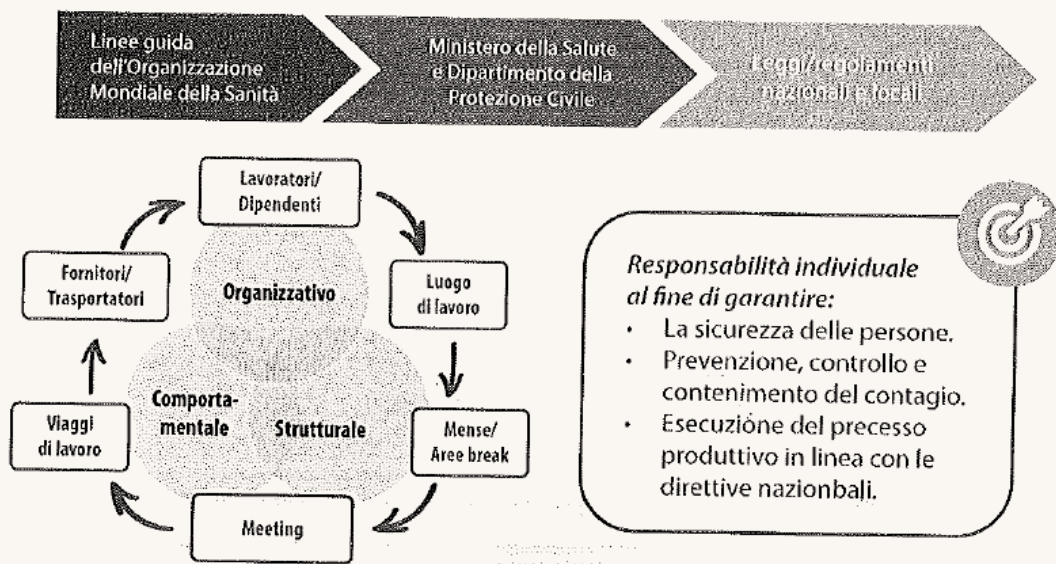 Linee guida
dell'Organizzazione
Mondiale della Sanità
Ministero della Salute
e Dipartimento della
Protezione Civile
Leggi/regolamenti
nazionali e locali
Lavoratori/
Dipendenti
Luogo
di lavoro
Mense/
Aree break
Meeting
Viaggi
di lavoro
Fornitori/
Trasportatori
Organizzativo
Comporta-
mentale
Strutturale
Responsabilità individuale
al fine di garantire:
• La sicurezza delle persone.
• Prevenzione, controllo e
contenimento del contagio.
• Esecuzione del precesso
produttivo in linea con le
direttive nazionbali.